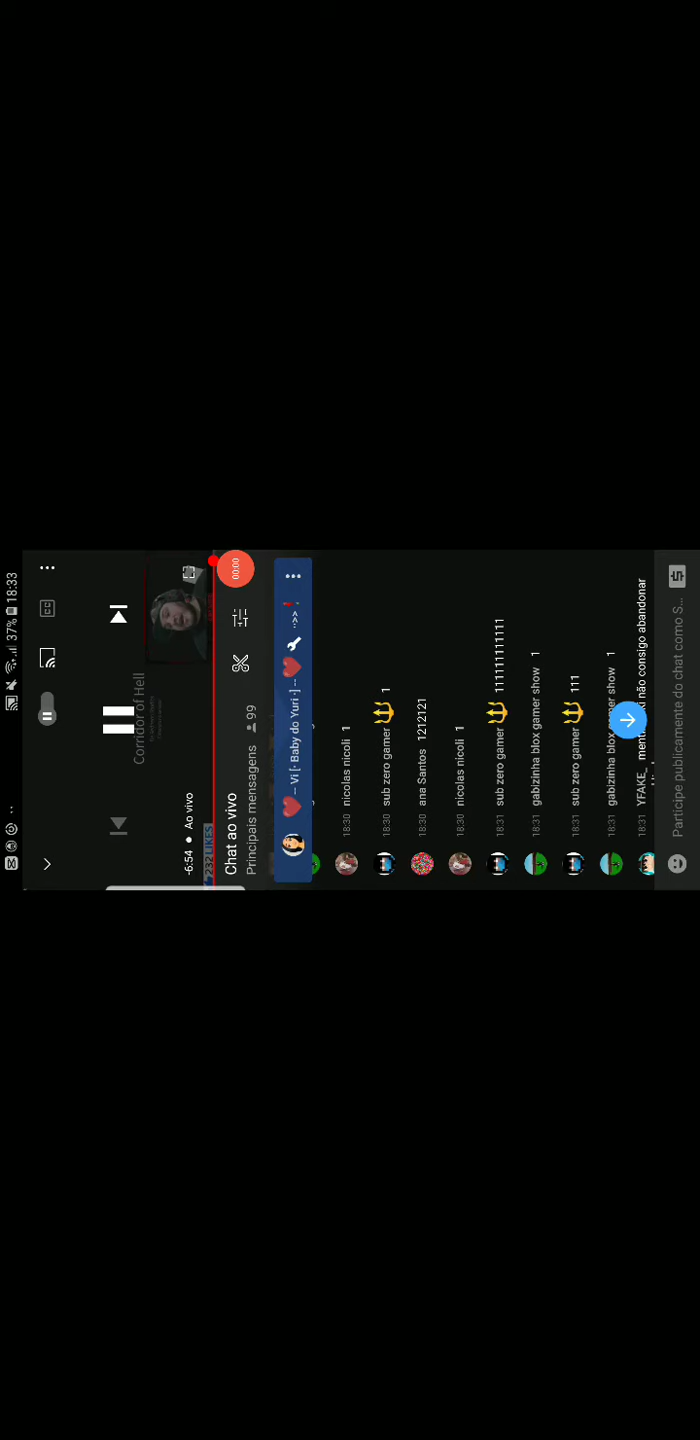 18:33
37%
CC
Corridor of Hell
-6:54 • Ao vivo
232 LIKES
00:00
Chat ao vivo
Principais mensagens 99
❤️-- Vi [- Baby do Yuri -] --❤️ 🔧 ->>❗
18:30 nicolas nicoli 1
18:30 sub zero gamer🔱 1
18:30 ana Santos 1212121
18:30 nicolas nicoli 1
18:31 sub zero gamer🔱 111111111111
18:31 gabizinha blox gamer show 1
18:31 sub zero gamer🔱 111
18:31 gabizinha blox gamer show 1
18:31 YFAKE_ não consigo abandonar
Participe publicamente do chat como S...